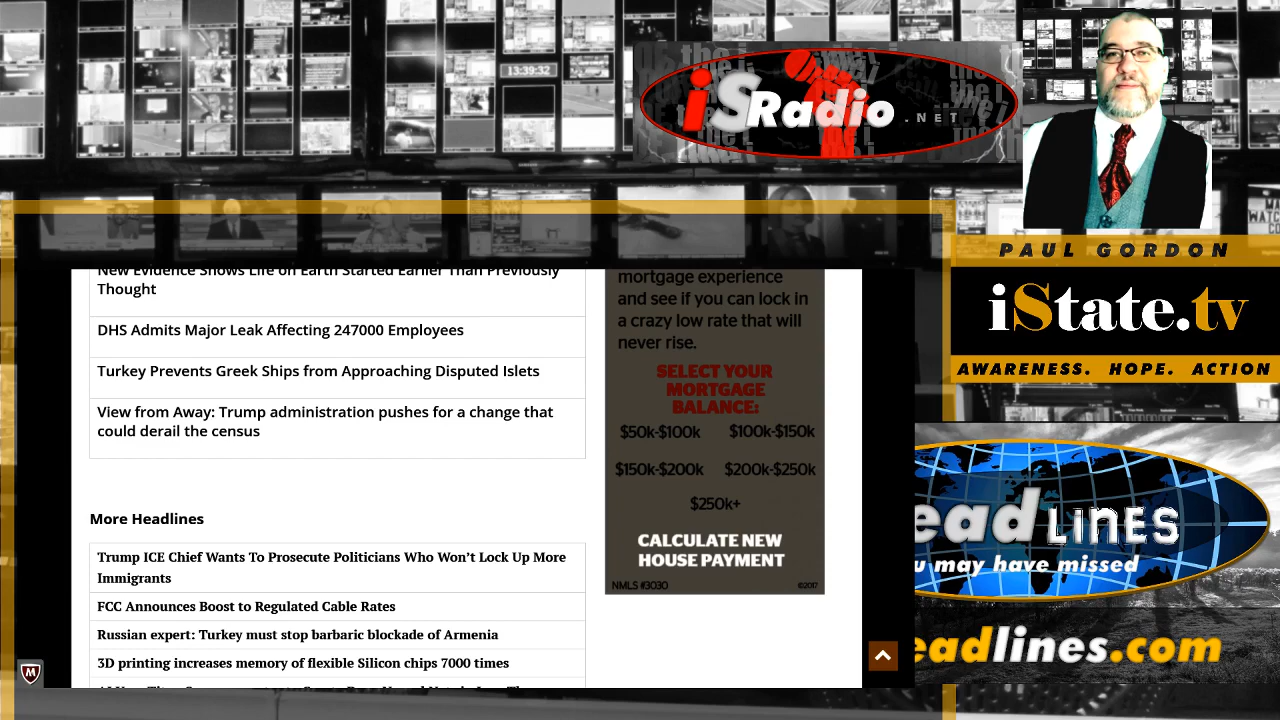 13:39:32
iSRadio .NET
PAUL GORDON
iState.tv
AWARENESS. HOPE. ACTION
New Evidence Shows Life on Earth Started Earlier Than Previously
Thought
DHS Admits Major Leak Affecting 247000 Employees
Turkey Prevents Greek Ships from Approaching Disputed Islets
View from Away: Trump administration pushes for a change that
could derail the census
More Headlines
Trump ICE Chief Wants To Prosecute Politicians Who Won’t Lock Up More
Immigrants
FCC Announces Boost to Regulated Cable Rates
Russian expert: Turkey must stop barbaric blockade of Armenia
3D printing increases memory of flexible Silicon chips 7000 times
mortgage experience
and see if you can lock in
a crazy low rate that will
never rise.
SELECT YOUR
MORTGAGE
BALANCE:
$50k-$100k $100k-$150k
$150k-$200k $200k-$250k
$250k+
CALCULATE NEW
HOUSE PAYMENT
NMLS #3030 ©2017
ead LINES
u may have missed
eadlines.com